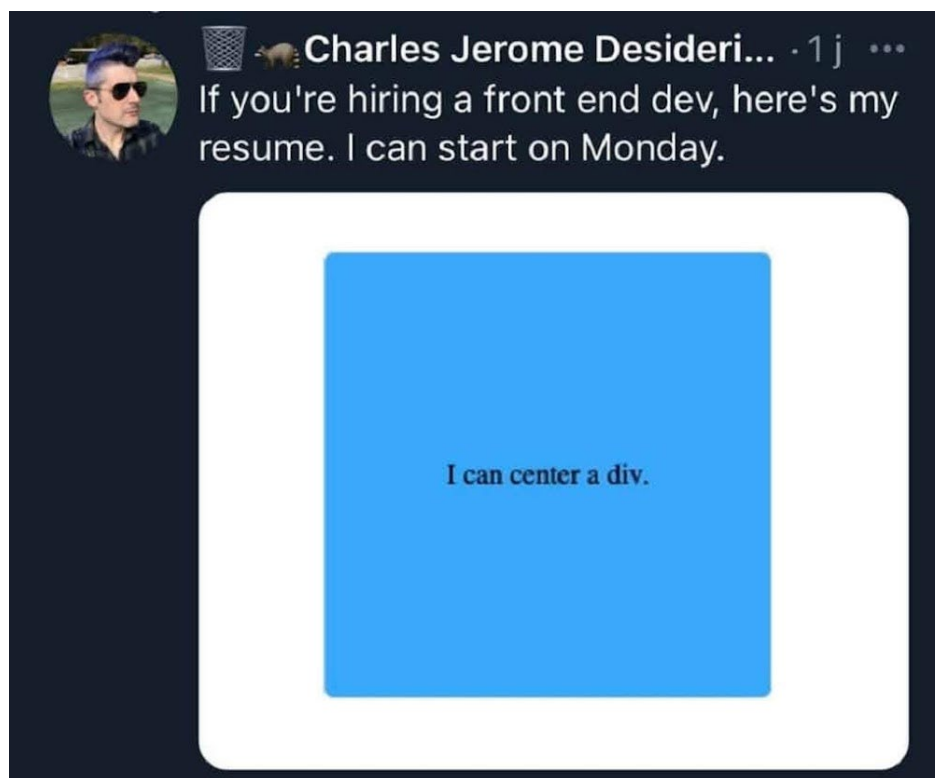 🗑️🦝Charles Jerome Desideri... · 1 j ...
If you're hiring a front end dev, here's my
resume. I can start on Monday.
I can center a div.